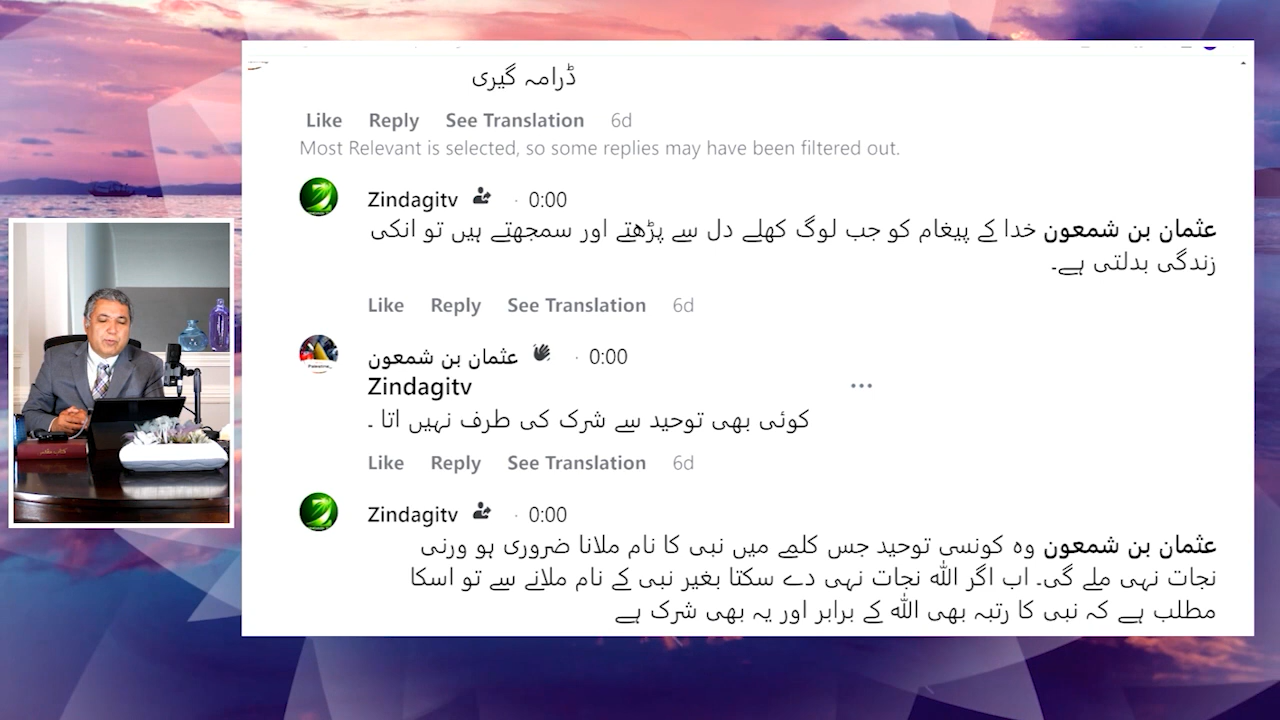 ڈرامہ گیری
Like Reply See Translation 6d
Most Relevant is selected, so some replies may have been filtered out.
Zindagitv · 0:00
عثمان بن شمعون خدا کے پیغام کو جب لوگ کھلے دل سے پڑھتے اور سمجھتے ہیں تو انکی
زندگی بدلتی ہے۔
Like Reply See Translation 6d
عثمان بن شمعون · 0:00
Zindagitv
کوئی بھی توحید سے شرک کی طرف نہیں اتا ۔
Like Reply See Translation 6d
Zindagitv · 0:00
عثمان بن شمعون وہ کونسی توحید جس کلمے میں نبی کا نام ملانا ضروری ہو ورنی
نجات نہی ملے گی۔ اب اگر اللہ نجات نہی دے سکتا بغیر نبی کے نام ملانے سے تو اسکا
مطلب ہے کہ نبی کا رتبہ بھی اللہ کے برابر اور یہ بھی شرک ہے